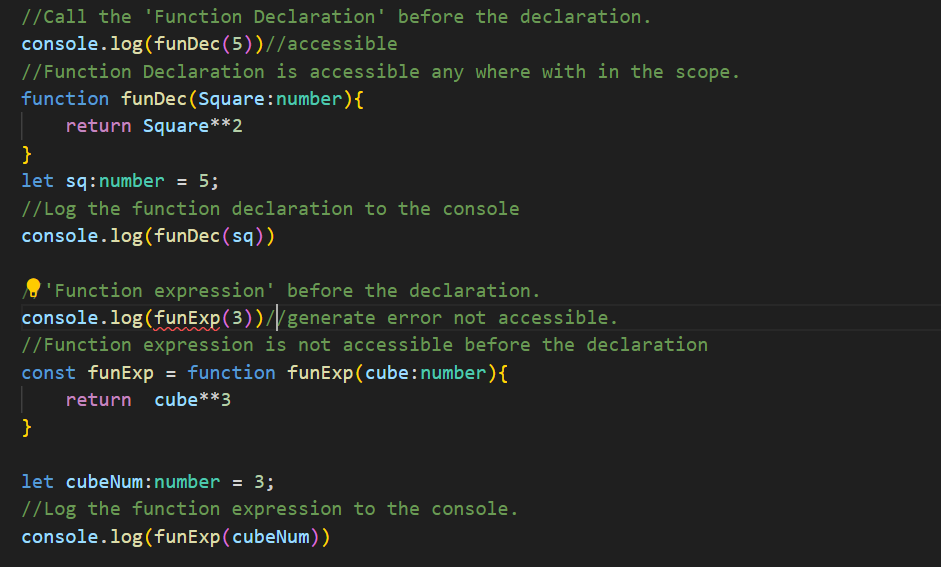 //Call the 'Function Declaration' before the declaration.
console.log(funDec(5))//accessible
//Function Declaration is accessible any where with in the scope.
function funDec(Square:number){
    return Square**2
}
let sq:number = 5;
//Log the function declaration to the console
console.log(funDec(sq))

/ 'Function expression' before the declaration.
console.log(funExp(3))//generate error not accessible.
//Function expression is not accessible before the declaration
const funExp = function funExp(cube:number){
    return  cube**3
}

let cubeNum:number = 3;
//Log the function expression to the console.
console.log(funExp(cubeNum))